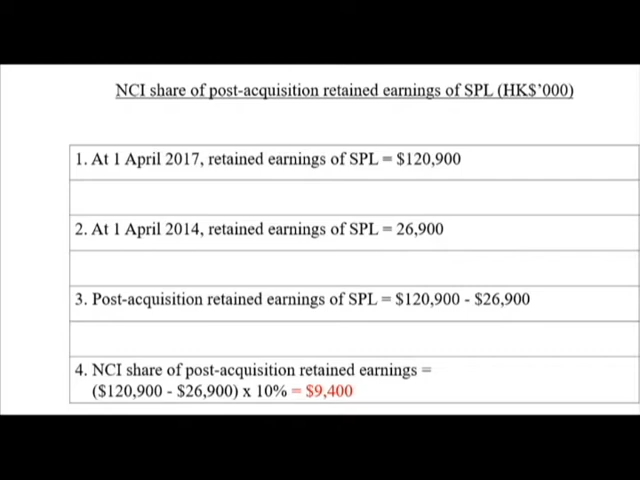 NCI share of post-acquisition retained earnings of SPL (HK$’000)
1. At 1 April 2017, retained earnings of SPL = $120,900
2. At 1 April 2014, retained earnings of SPL = 26,900
3. Post-acquisition retained earnings of SPL = $120,900 - $26,900
4. NCI share of post-acquisition retained earnings =
($120,900 - $26,900) x 10% = $9,400